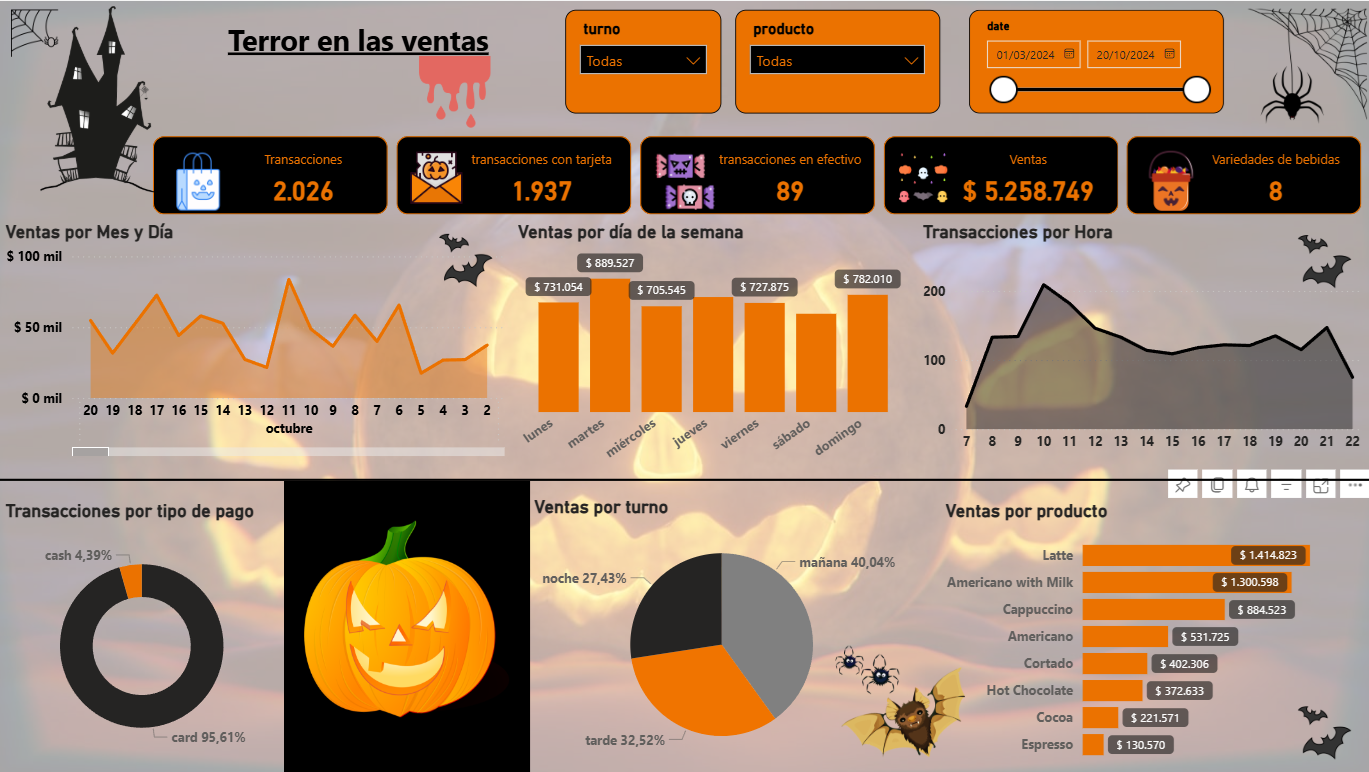 Terror en las ventas
turno
Todas
producto
Todas
date
01/03/2024
20/10/2024
Transacciones
2.026
transacciones con tarjeta
1.937
transacciones en efectivo
89
Ventas
$ 5.258.749
Variedades de bebidas
8
Ventas por Mes y Día
$ 100 mil
$ 50 mil
$ 0 mil
20 19 18 17 16 15 14 13 12 11 10 9 8 7 6 5 4 3 2
octubre
Ventas por día de la semana
$ 731.054
$ 889.527
$ 705.545
$ 727.875
$ 782.010
lunes
martes
miércoles
jueves
viernes
sábado
domingo
Transacciones por Hora
200
100
0
7 8 9 10 11 12 13 14 15 16 17 18 19 20 21 22
Transacciones por tipo de pago
cash 4,39%
card 95,61%
Ventas por turno
mañana 40,04%
noche 27,43%
tarde 32,52%
Ventas por producto
Latte $ 1.414.823
Americano with Milk $ 1.300.598
Cappuccino $ 884.523
Americano $ 531.725
Cortado $ 402.306
Hot Chocolate $ 372.633
Cocoa $ 221.571
Espresso $ 130.570